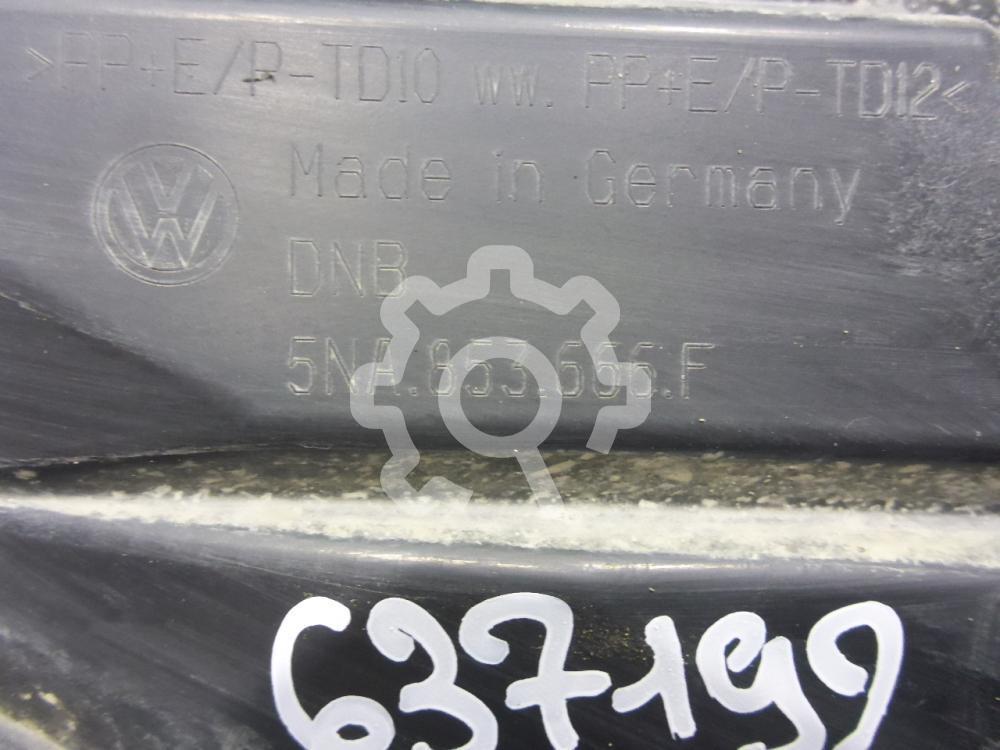 >PP+E/P-TD10 ww. PP+E/P-TD12<
Made in Germany
DNB
5NA.853.666.F
637199